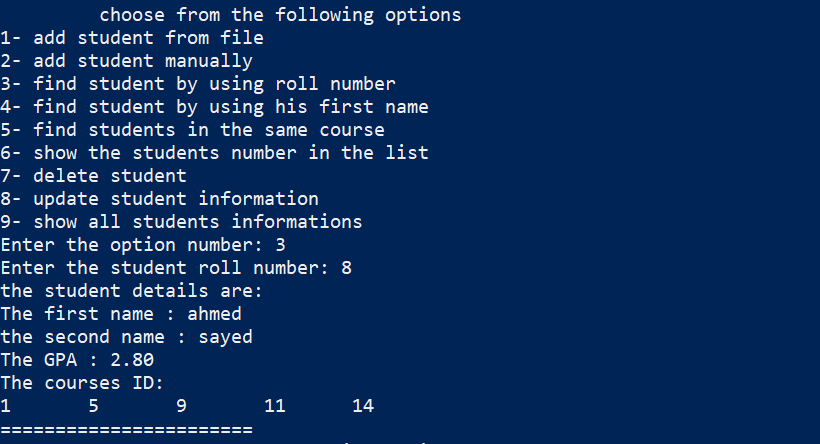 choose from the following options
1- add student from file
2- add student manually
3- find student by using roll number
4- find student by using his first name
5- find students in the same course
6- show the students number in the list
7- delete student
8- update student information
9- show all students informations
Enter the option number: 3
Enter the student roll number: 8
the student details are:
The first name : ahmed
the second name : sayed
The GPA : 2.80
The courses ID:
1 5 9 11 14
=======================